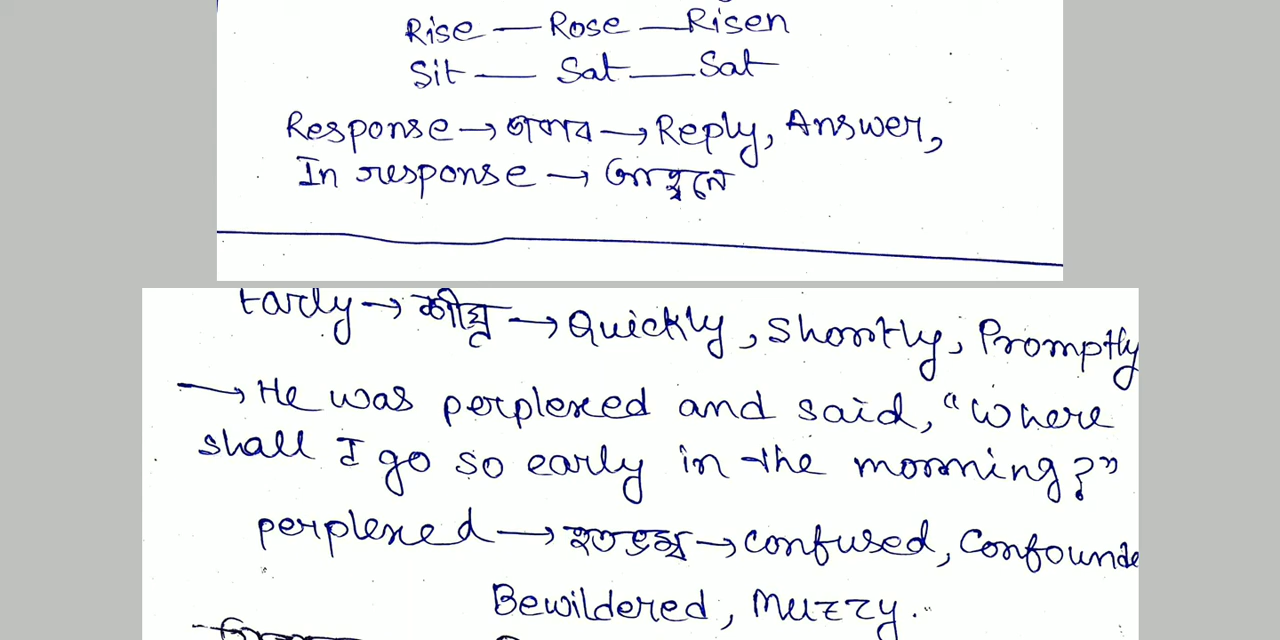 Rise — Rose — Risen
Sit — Sat — Sat
Response → জবাব → Reply, Answer,
In response → আহ্বানে
Early → শীঘ্র → Quickly, Shortly, Promptly
→ He was perplexed and said, "Where
shall I go so early in the morning?"
perplexed → হতভম্ব → confused, Confounde
Bewildered, Muzzy.